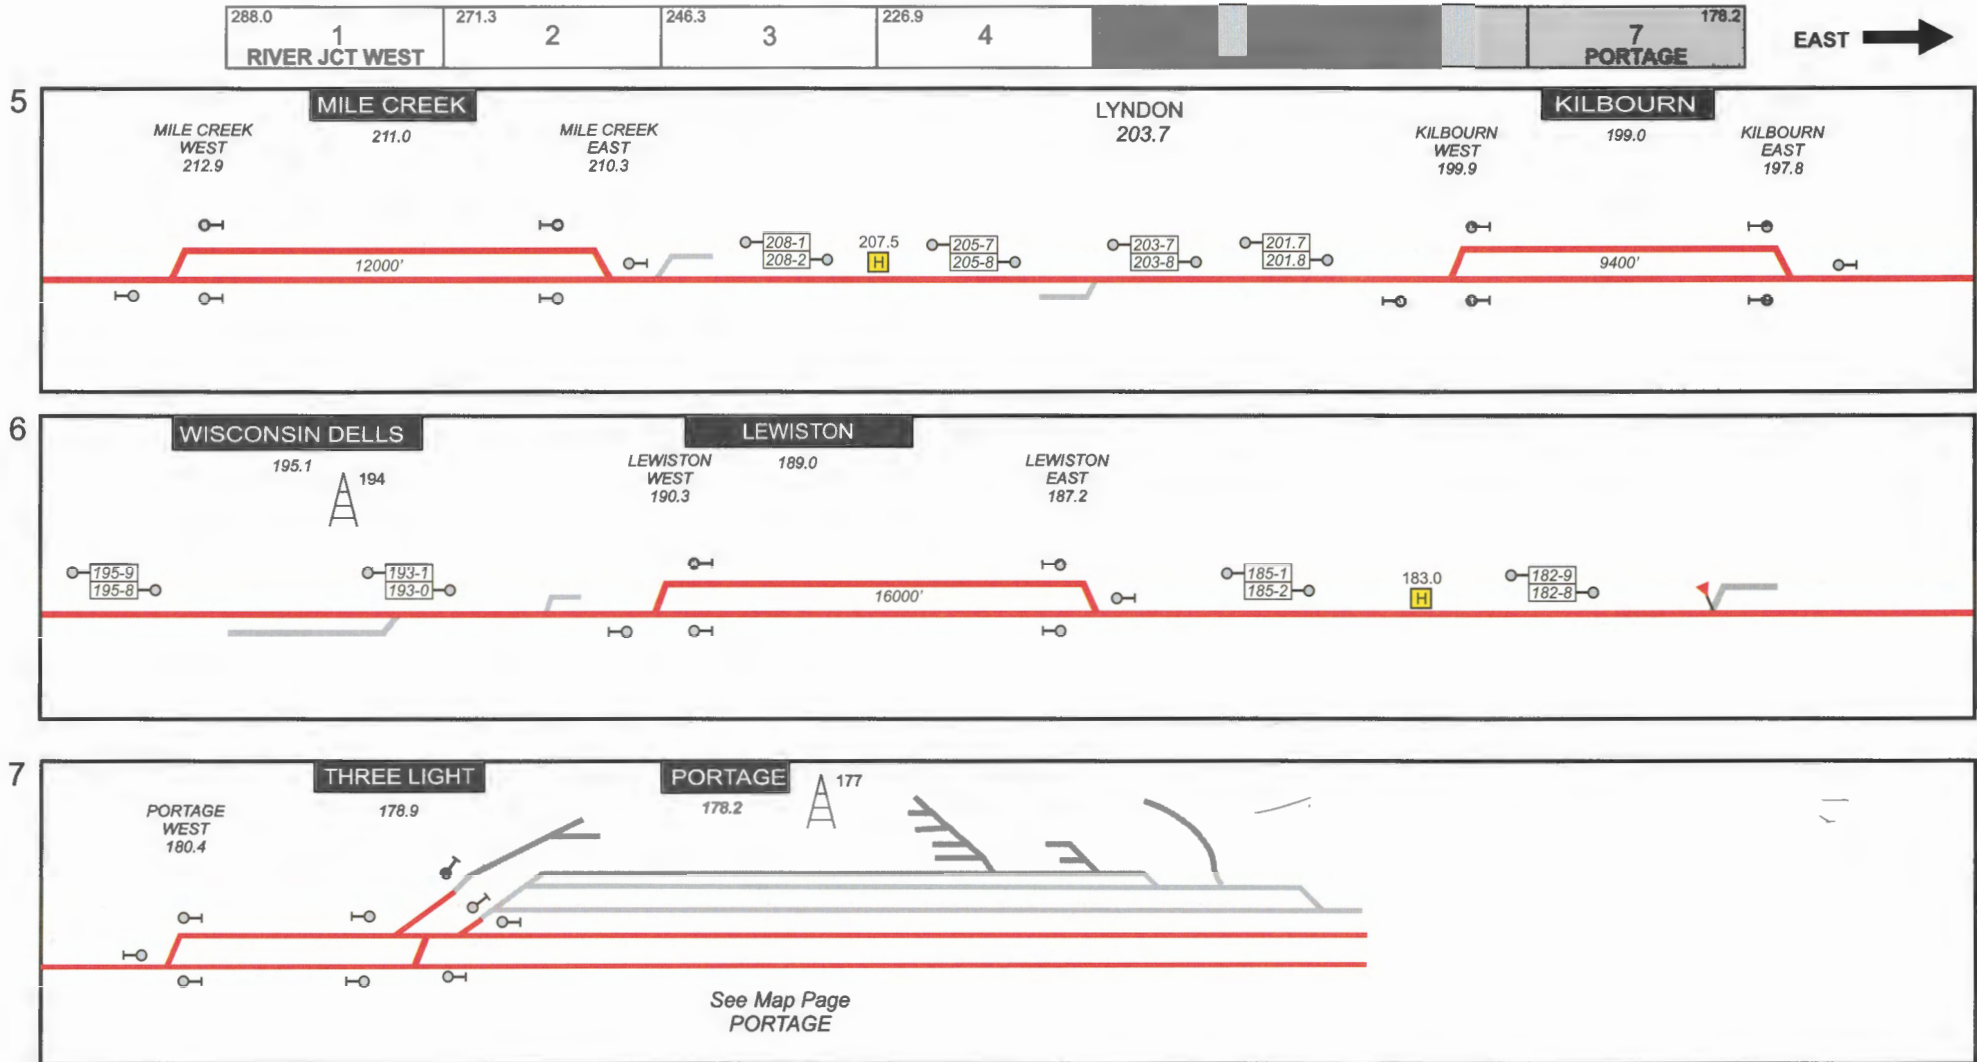 288.0
1
RIVER JCT WEST
271.3
2
246.3
3
226.9
4
7
PORTAGE
178.2
EAST
5
MILE CREEK
211.0
MILE CREEK
WEST
212.9
MILE CREEK
EAST
210.3
LYNDON
203.7
KILBOURN
199.0
KILBOURN
WEST
199.9
KILBOURN
EAST
197.8
12000'
208-1
208-2
207.5
H
205-7
205-8
203-7
203-8
201.7
201.8
9400'
6
WISCONSIN DELLS
195.1
194
LEWISTON
189.0
LEWISTON
WEST
190.3
LEWISTON
EAST
187.2
195-9
195-8
193-1
193-0
16000'
185-1
185-2
183.0
H
182-9
182-8
7
THREE LIGHT
178.9
PORTAGE
178.2
177
PORTAGE
WEST
180.4
See Map Page
PORTAGE